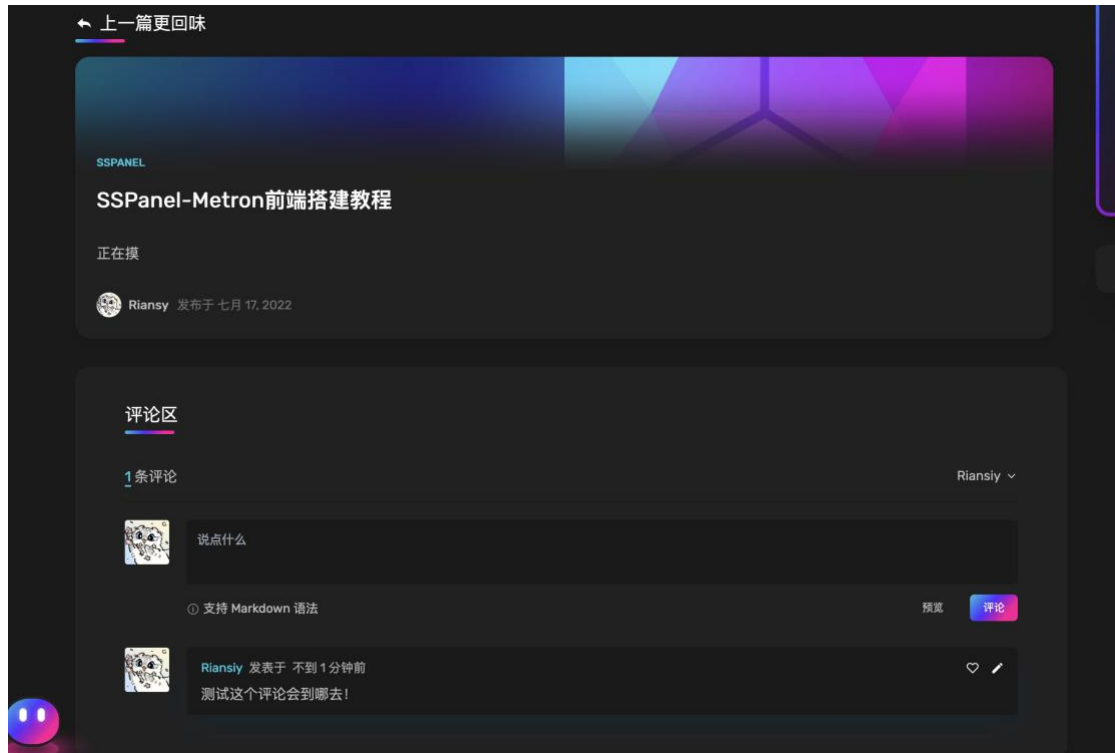 上一篇更回味
SSPANEL
SSPanel-Metron前端搭建教程
正在摸
Riansy 发布于 七月 17, 2022
评论区
1 条评论
Riansiy
说点什么
支持 Markdown 语法
预览
评论
Riansiy 发表于 不到 1 分钟前
测试这个评论会到哪去!